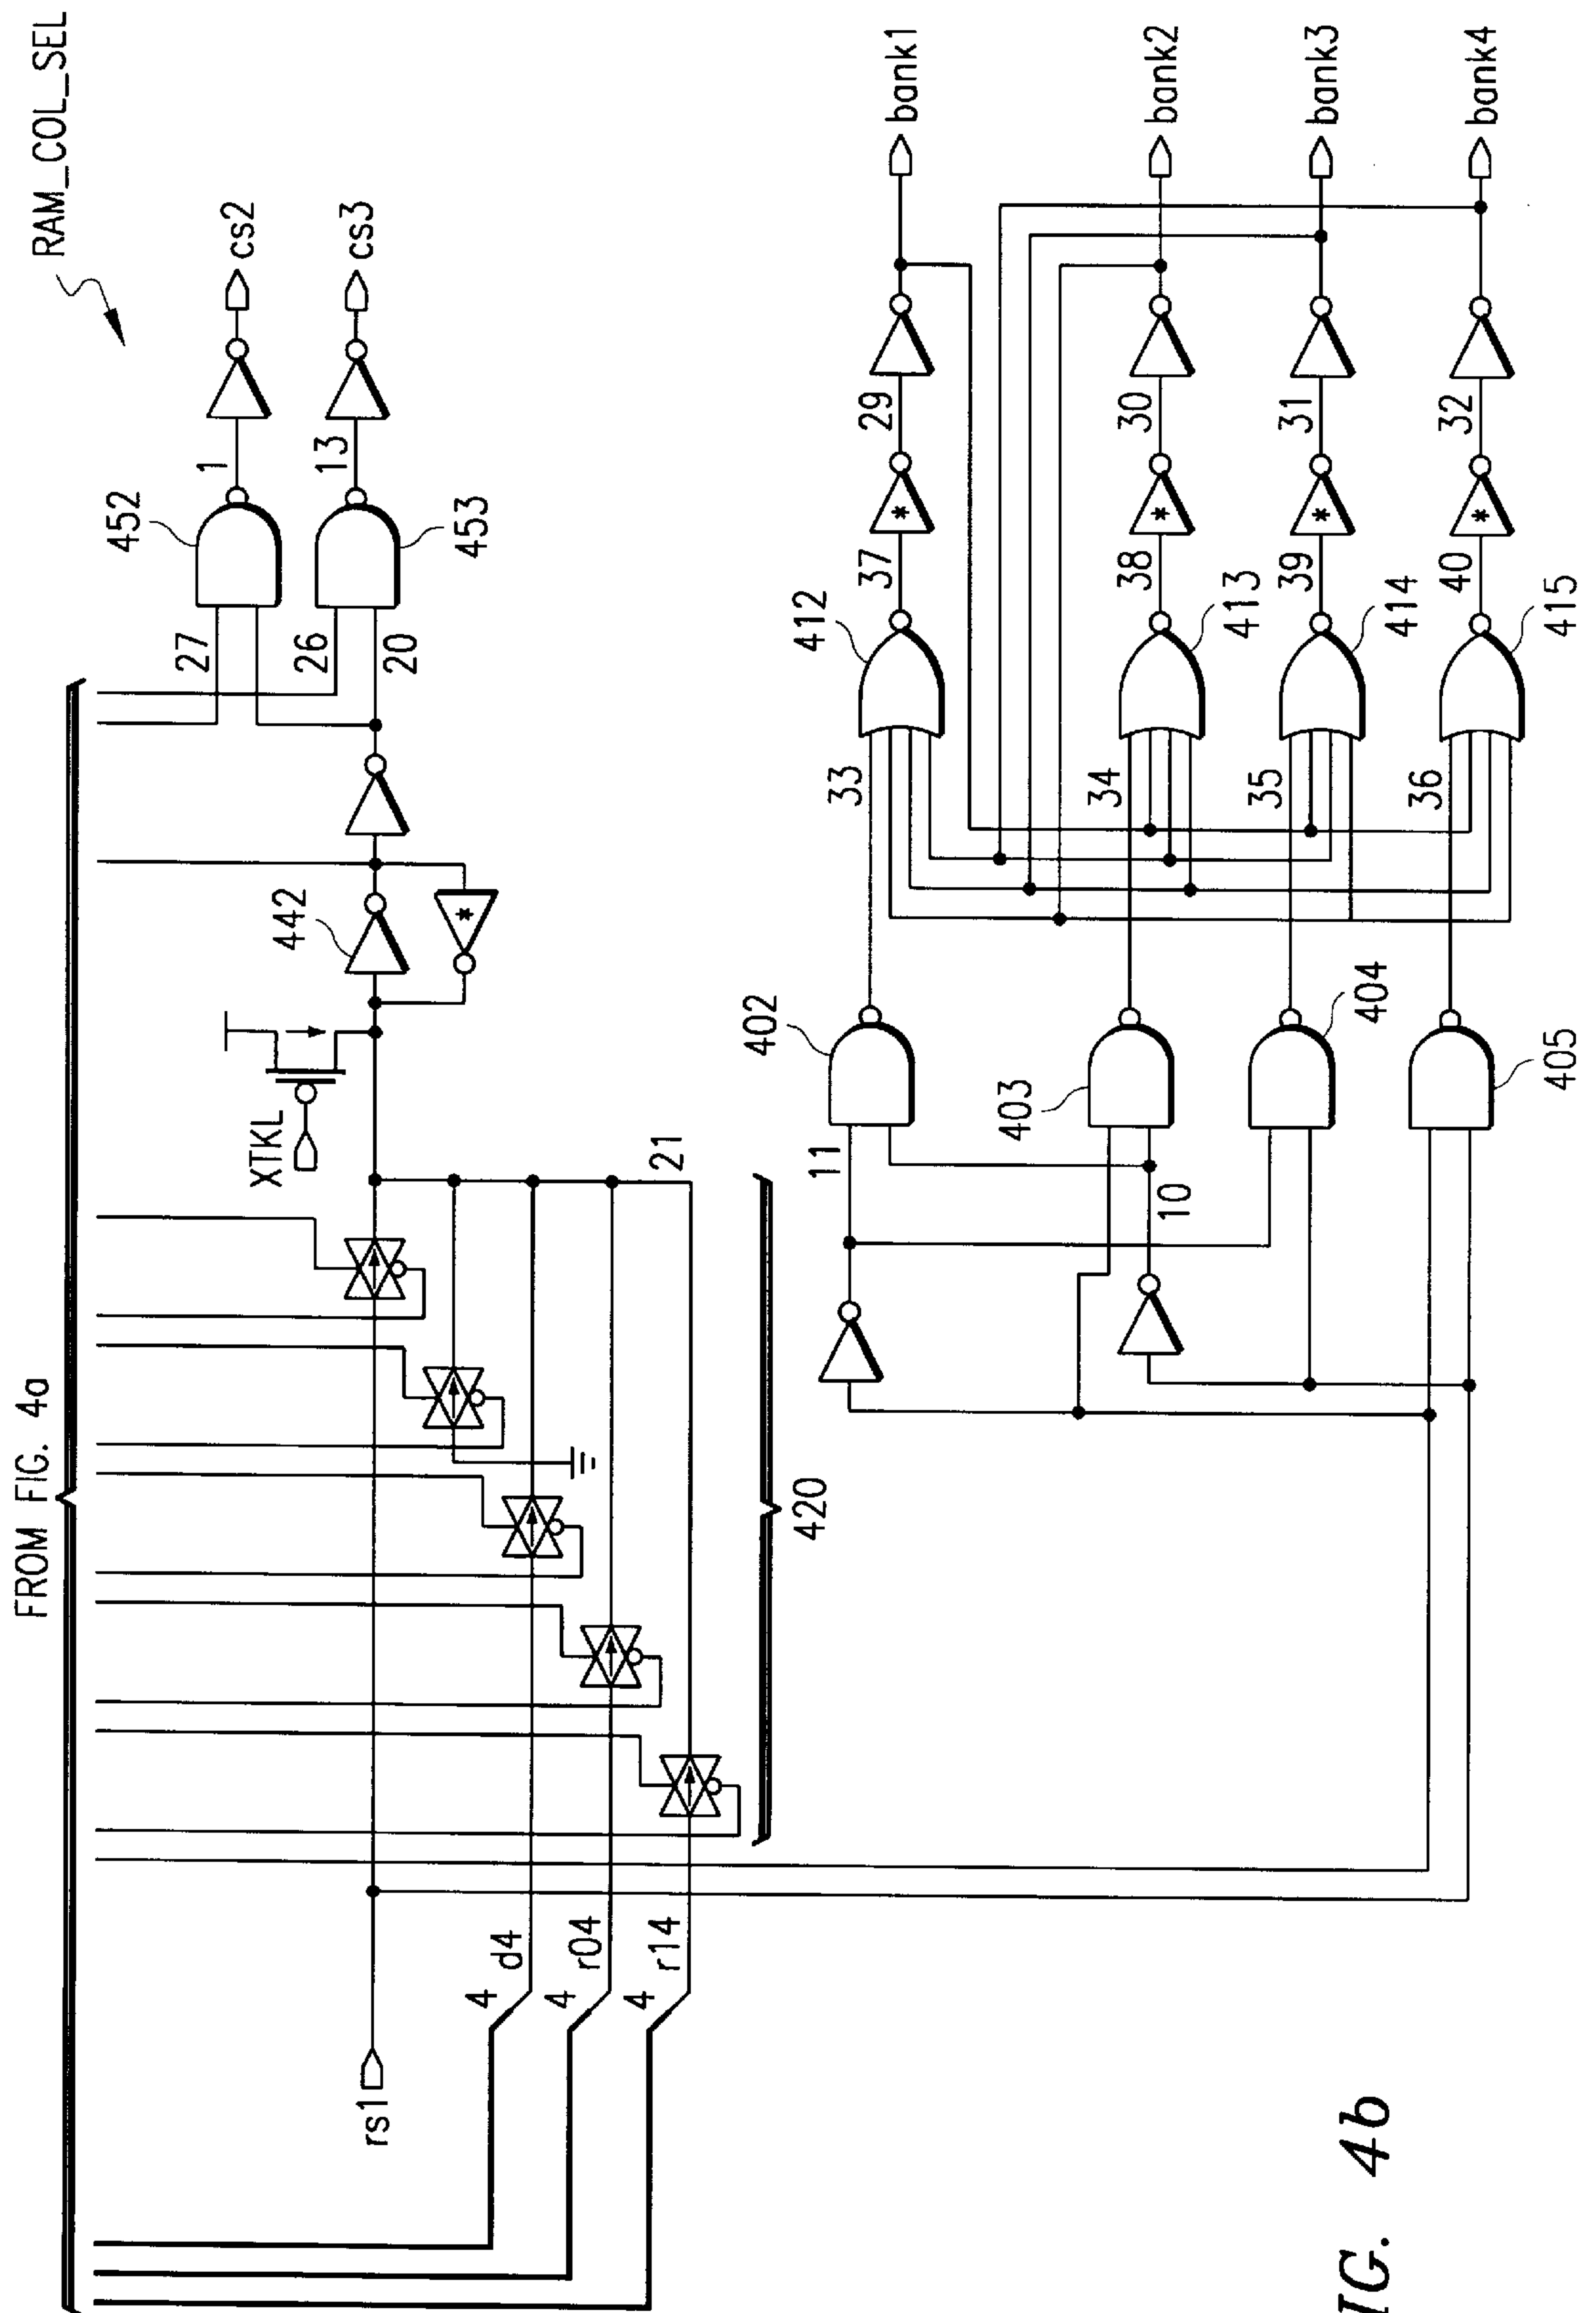 FROM FIG. 4a
RAM_COL_SEL
452
27
1
cs2
26
13
cs3
20
453
442
XTKL
21
rs1
4
d4
4
r04
4
r14
420
402
11
403
10
404
405
412
33
37
29
bank1
34
38
30
bank2
413
35
39
31
bank3
414
36
40
32
bank4
415
*
*
*
*
*
IG. 4b